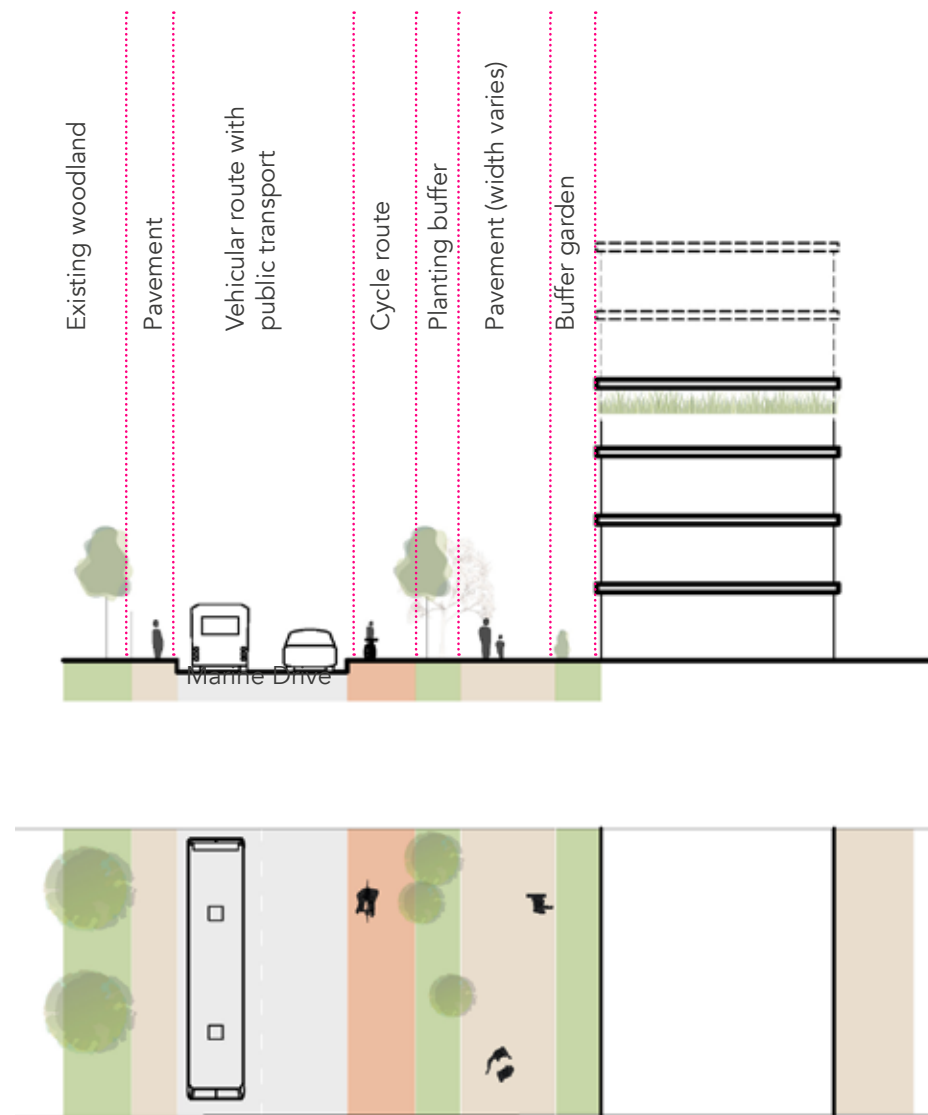 Existing woodland
Pavement
Vehicular route with
public transport
Cycle route
Planting buffer
Pavement (width varies)
Buffer garden
Marine Drive